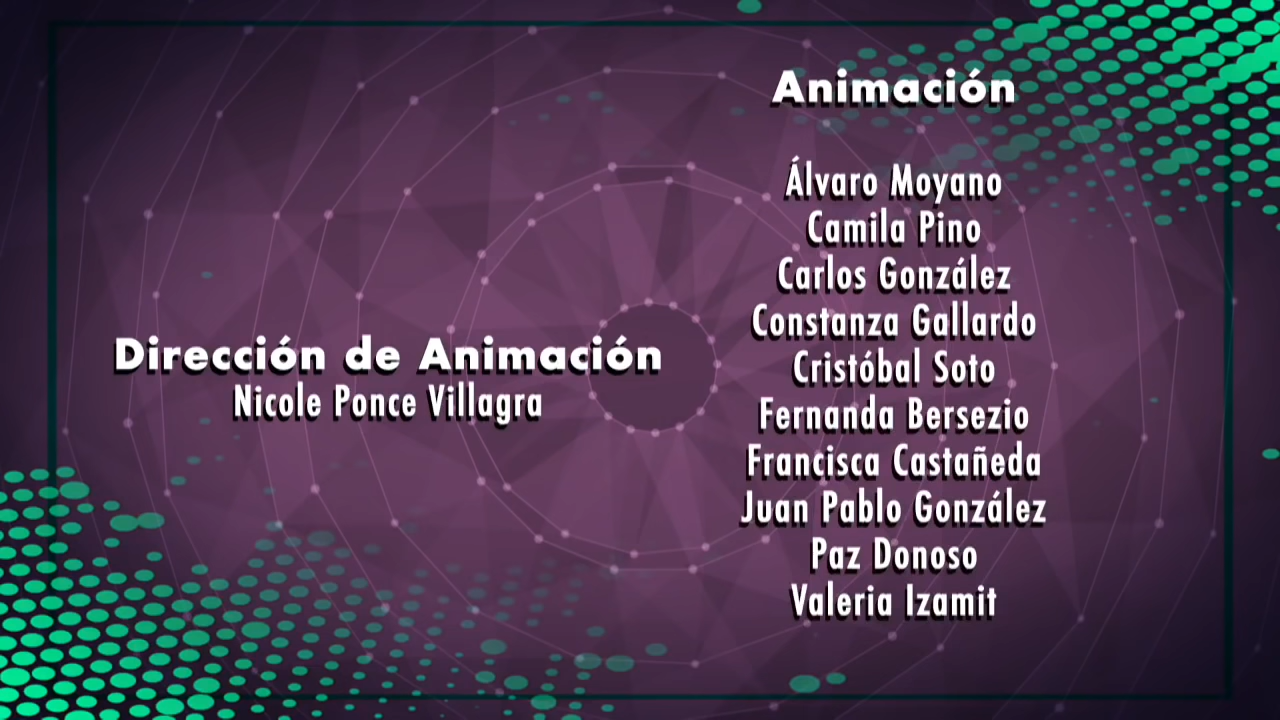 Dirección de Animación
Nicole Ponce Villagra
Animación
Álvaro Moyano
Camila Pino
Carlos González
Constanza Gallardo
Cristóbal Soto
Fernanda Bersezio
Francisca Castañeda
Juan Pablo González
Paz Donoso
Valeria Izamit